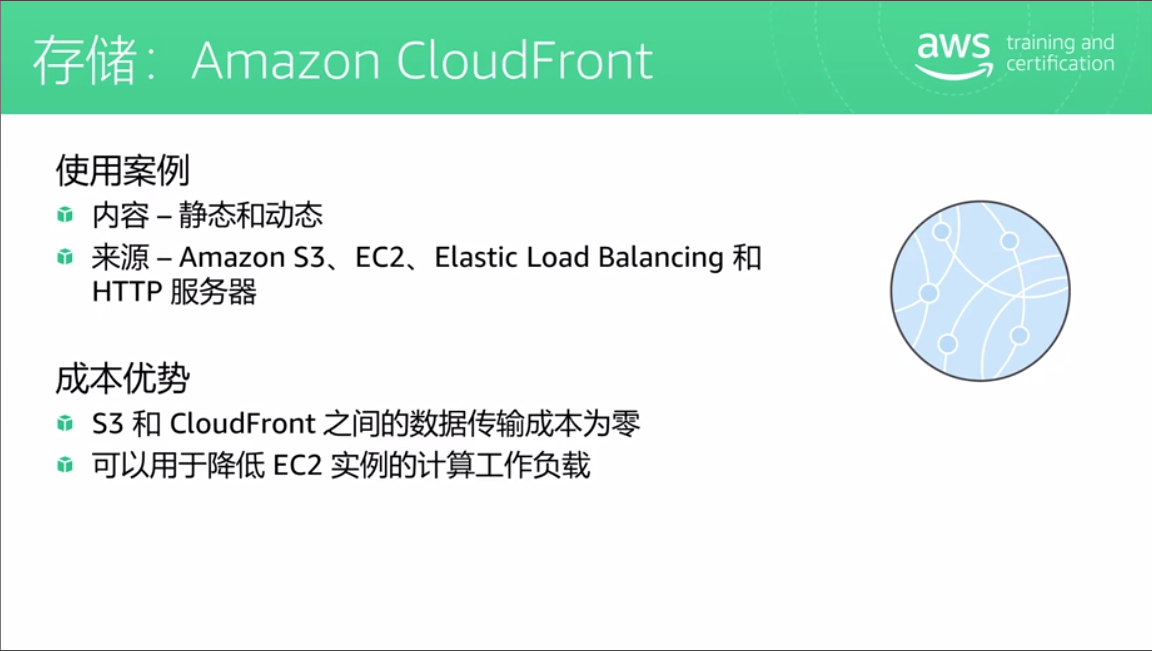 存储：Amazon CloudFront
aws training and
certification
使用案例
内容 – 静态和动态
来源 – Amazon S3、EC2、Elastic Load Balancing 和
HTTP 服务器
成本优势
S3 和 CloudFront 之间的数据传输成本为零
可以用于降低 EC2 实例的计算工作负载